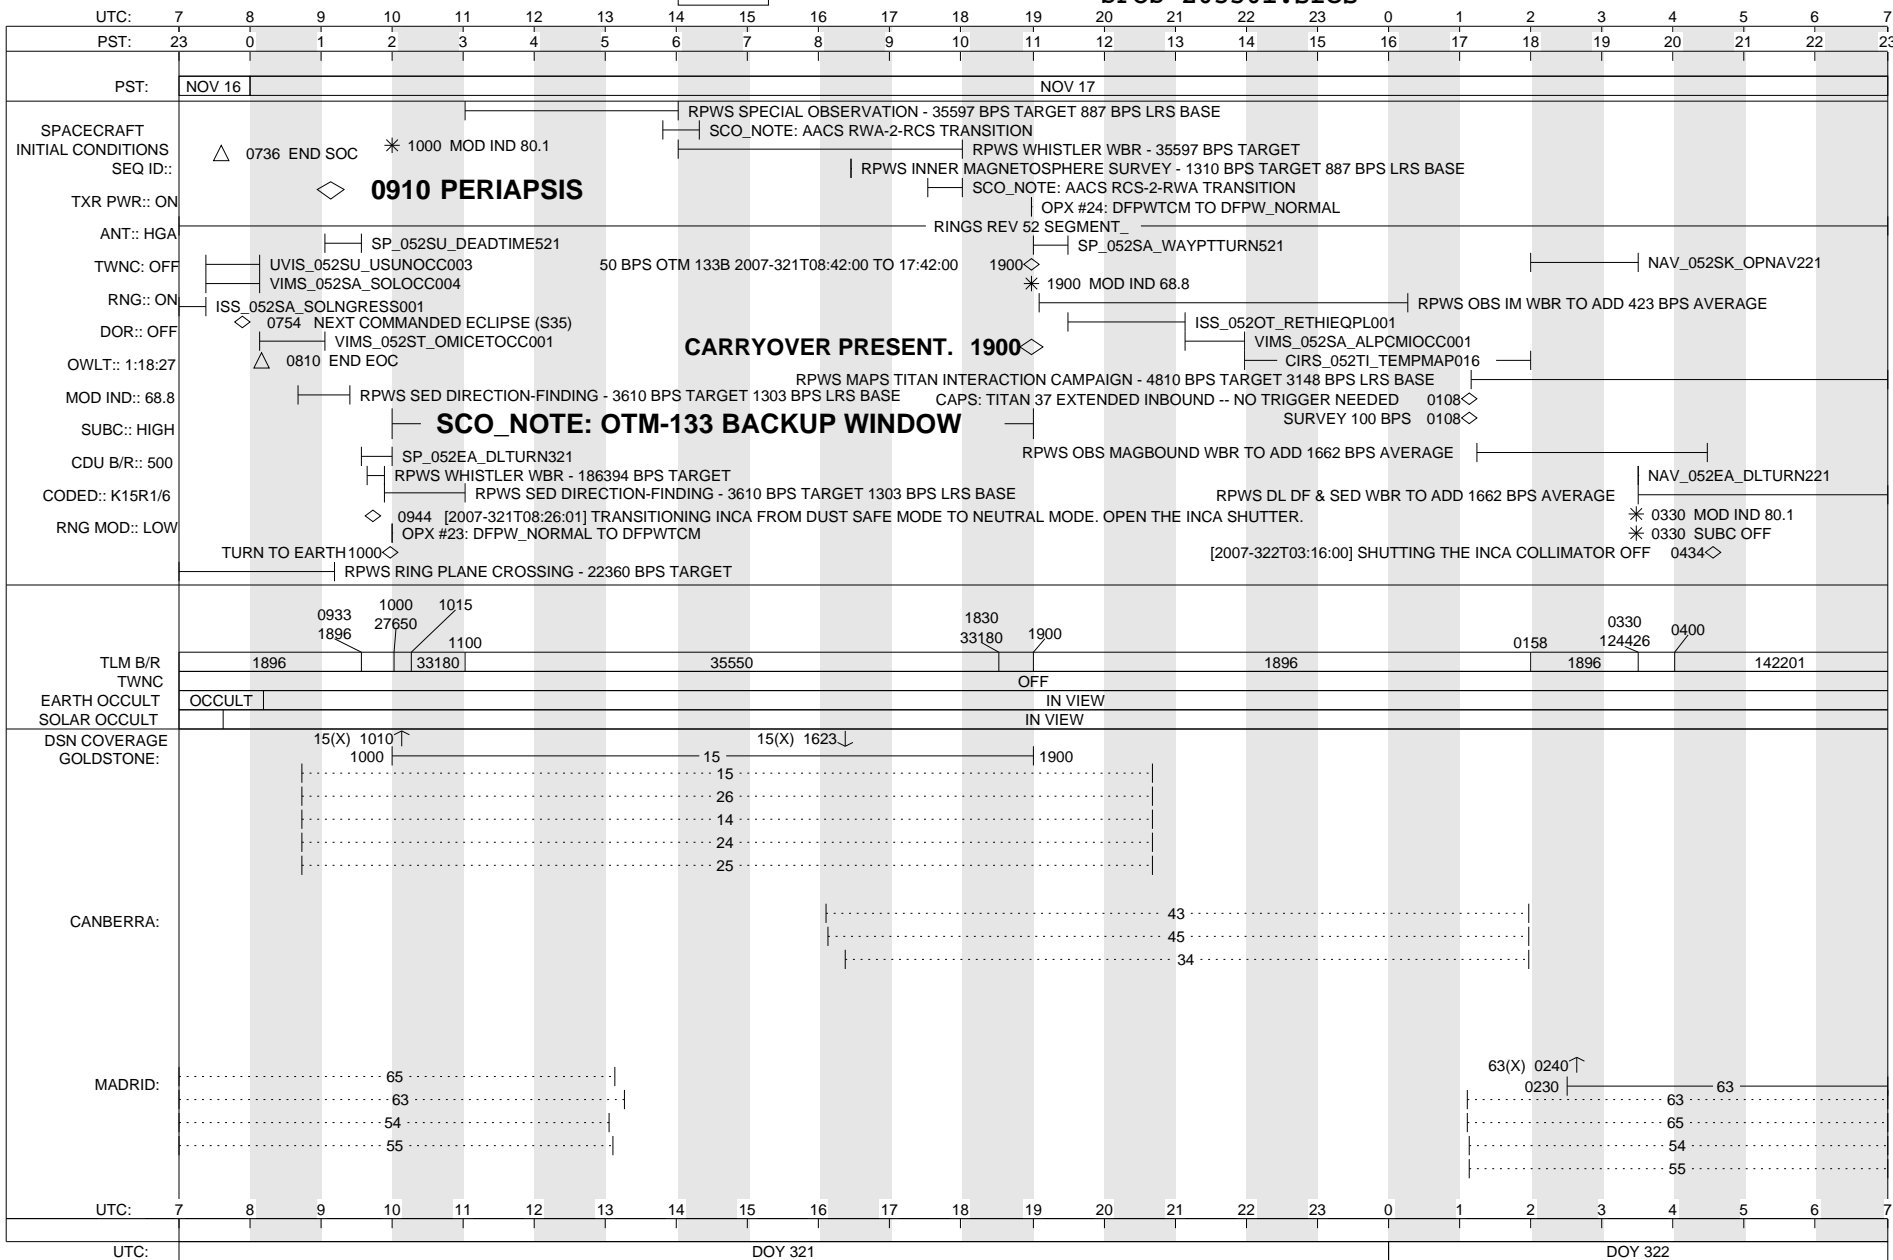 UTC: 7 8 9 10 11 12 13 14 15 16 17 18 19 20 21 22 23 0 1 2 3 4 5 6 7
PST: 23 0 1 2 3 4 5 6 7 8 9 10 11 12 13 14 15 16 17 18 19 20 21 22 23
PST: NOV 16 NOV 17
RPWS SPECIAL OBSERVATION - 35597 BPS TARGET 887 BPS LRS BASE
SPACECRAFT
SCO_NOTE: AACS RWA-2-RCS TRANSITION
INITIAL CONDITIONS
0736 END SOC
1000 MOD IND 80.1
RPWS WHISTLER WBR - 35597 BPS TARGET
SEQ ID::
RPWS INNER MAGNETOSPHERE SURVEY - 1310 BPS TARGET 887 BPS LRS BASE
0910 PERIAPSIS
SCO_NOTE: AACS RCS-2-RWA TRANSITION
TXR PWR:: ON
OPX #24: DFPWTCM TO DFPW_NORMAL
RINGS REV 52 SEGMENT_
ANT:: HGA
SP_052SU_DEADTIME521
SP_052SA_WAYPTTURN521
TWNC: OFF
UVIS_052SU_USUNOCC003
50 BPS OTM 133B 2007-321T08:42:00 TO 17:42:00 1900
NAV_052SK_OPNAV221
VIMS_052SA_SOLOCC004
1900 MOD IND 68.8
RNG:: ON
ISS_052SA_SOLNGRESS001
RPWS OBS IM WBR TO ADD 423 BPS AVERAGE
0754 NEXT COMMANDED ECLIPSE (S35)
ISS_052OT_RETHIEQPL001
DOR:: OFF
VIMS_052ST_OMICETOCC001
CARRYOVER PRESENT. 1900
VIMS_052SA_ALPCMIOCC001
OWLT:: 1:18:27
0810 END EOC
CIRS_052TI_TEMPMAP016
RPWS MAPS TITAN INTERACTION CAMPAIGN - 4810 BPS TARGET 3148 BPS LRS BASE
MOD IND:: 68.8
RPWS SED DIRECTION-FINDING - 3610 BPS TARGET 1303 BPS LRS BASE
CAPS: TITAN 37 EXTENDED INBOUND -- NO TRIGGER NEEDED 0108
SUBC:: HIGH
SCO_NOTE: OTM-133 BACKUP WINDOW
SURVEY 100 BPS 0108
CDU B/R:: 500
SP_052EA_DLTURN321
RPWS OBS MAGBOUND WBR TO ADD 1662 BPS AVERAGE
RPWS WHISTLER WBR - 186394 BPS TARGET
NAV_052EA_DLTURN221
CODED:: K15R1/6
RPWS SED DIRECTION-FINDING - 3610 BPS TARGET 1303 BPS LRS BASE
RPWS DL DF & SED WBR TO ADD 1662 BPS AVERAGE
0944 [2007-321T08:26:01] TRANSITIONING INCA FROM DUST SAFE MODE TO NEUTRAL MODE. OPEN THE INCA SHUTTER.
0330 MOD IND 80.1
RNG MOD:: LOW
OPX #23: DFPW_NORMAL TO DFPWTCM
0330 SUBC OFF
TURN TO EARTH 1000
[2007-322T03:16:00] SHUTTING THE INCA COLLIMATOR OFF 0434
RPWS RING PLANE CROSSING - 22360 BPS TARGET
0933 1000 1015 1830 0330 0400
1896 27650 1100 33180 1900 0158 124426
TLM B/R 1896 33180 35550 1896 1896 142201
TWNC OFF
EARTH OCCULT OCCULT IN VIEW
SOLAR OCCULT IN VIEW
DSN COVERAGE 15(X) 1010 15(X) 1623
GOLDSTONE: 1000 15 1900
15
26
14
24
25
43
CANBERRA:
45
34
63(X) 0240
65
MADRID: 0230 63
63 63
54 65
55 54
55
UTC: 7 8 9 10 11 12 13 14 15 16 17 18 19 20 21 22 23 0 1 2 3 4 5 6 7
UTC: DOY 321 DOY 322